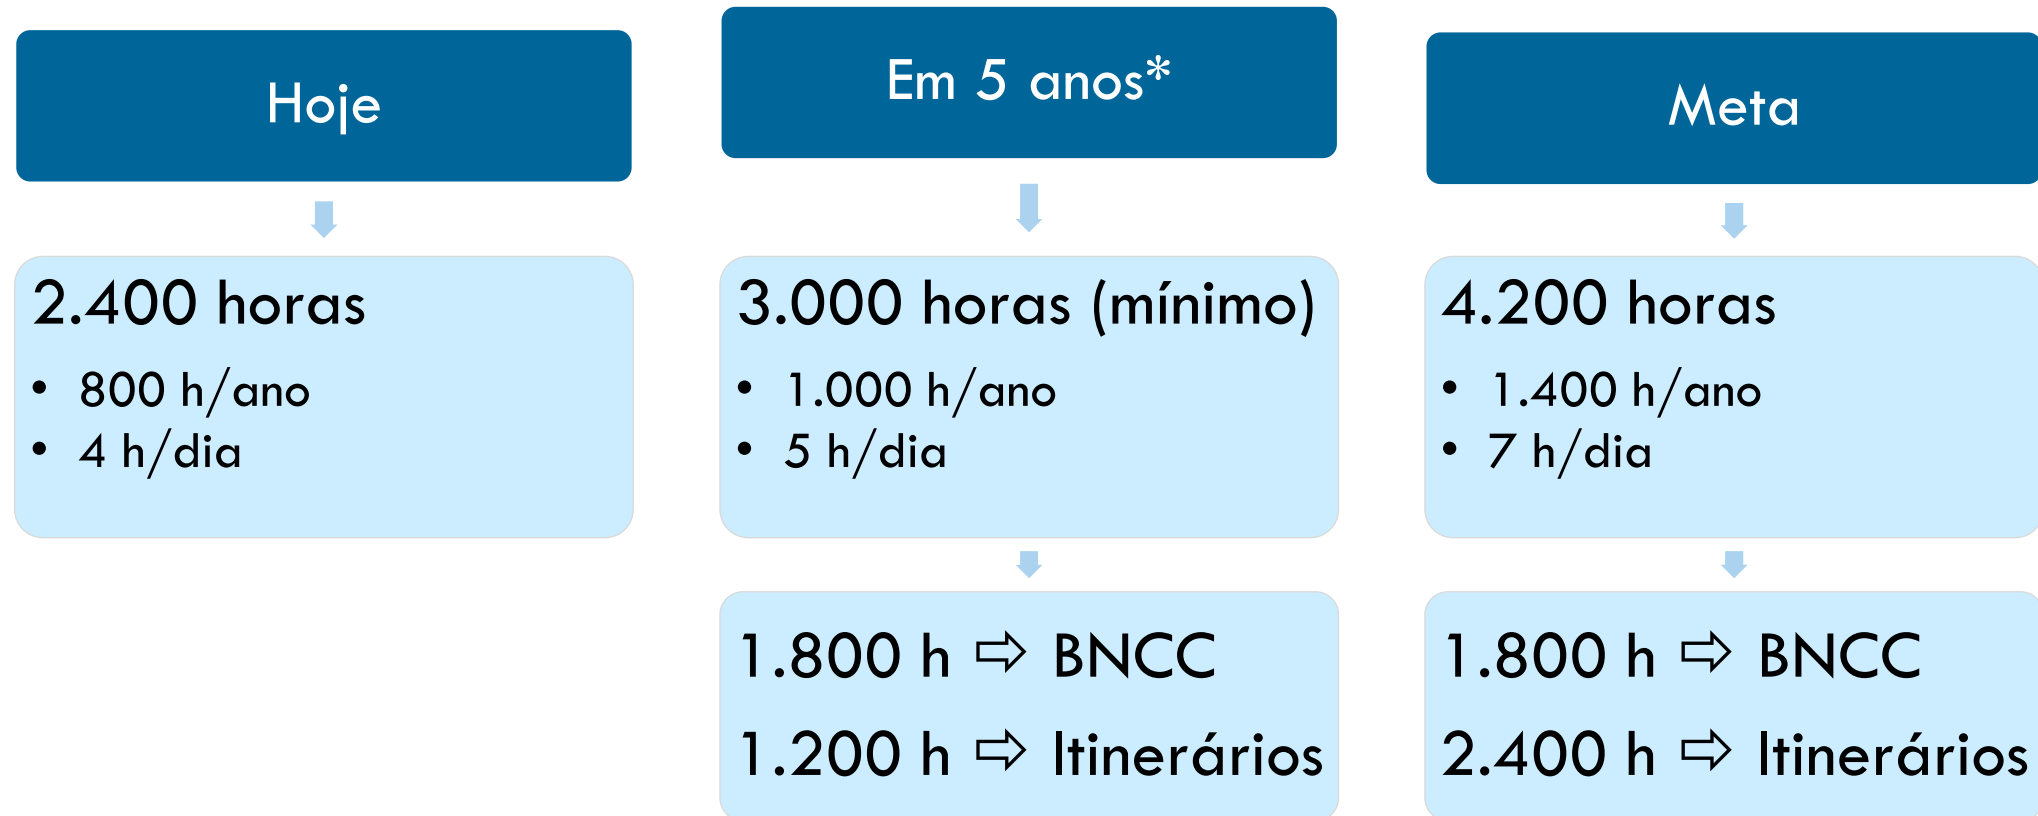 Hoje
2.400 horas
• 800 h/ano
• 4 h/dia
Em 5 anos*
3.000 horas (mínimo)
• 1.000 h/ano
• 5 h/dia
1.800 h ⇨ BNCC
1.200 h ⇨ Itinerários
Meta
4.200 horas
• 1.400 h/ano
• 7 h/dia
1.800 h ⇨ BNCC
2.400 h ⇨ Itinerários